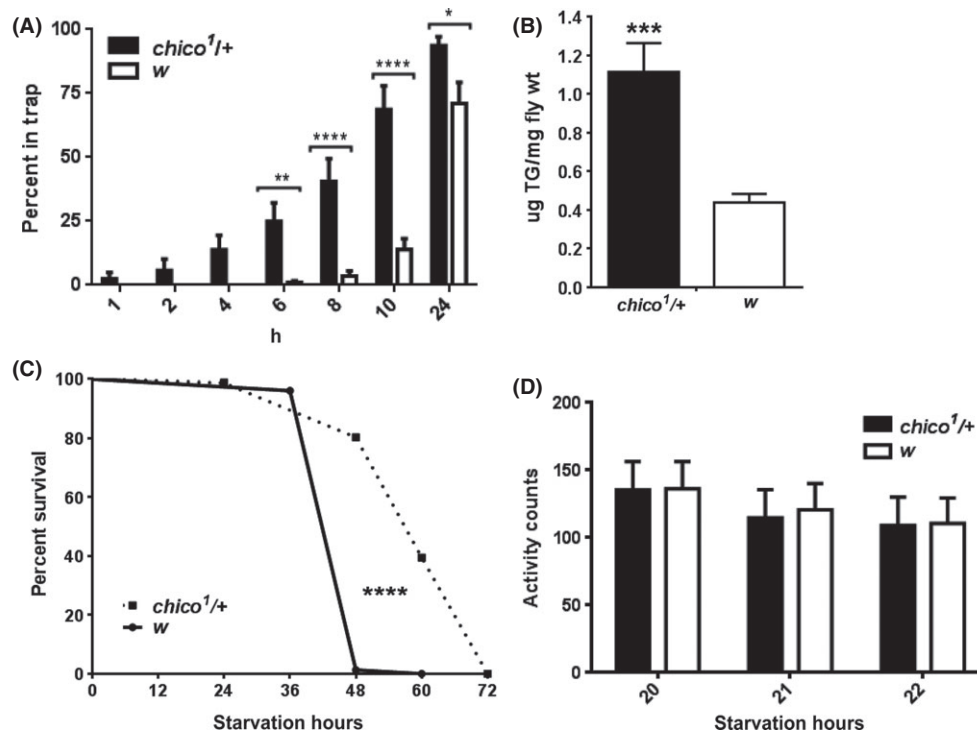 (A)
chico¹/+
w
Percent in trap
100
75
50
25
0
**
****
****
*
1 2 4 6 8 10 24
h
(B)
ug TG/mg fly wt
1.4
1.2
1.0
0.8
0.6
0.4
0.2
0.0
***
chico¹/+ w
(C)
Percent survival
100
80
60
40
20
0
****
chico¹/+
w
0 12 24 36 48 60 72
Starvation hours
(D)
chico¹/+
w
Activity counts
200
150
100
50
0
20 21 22
Starvation hours